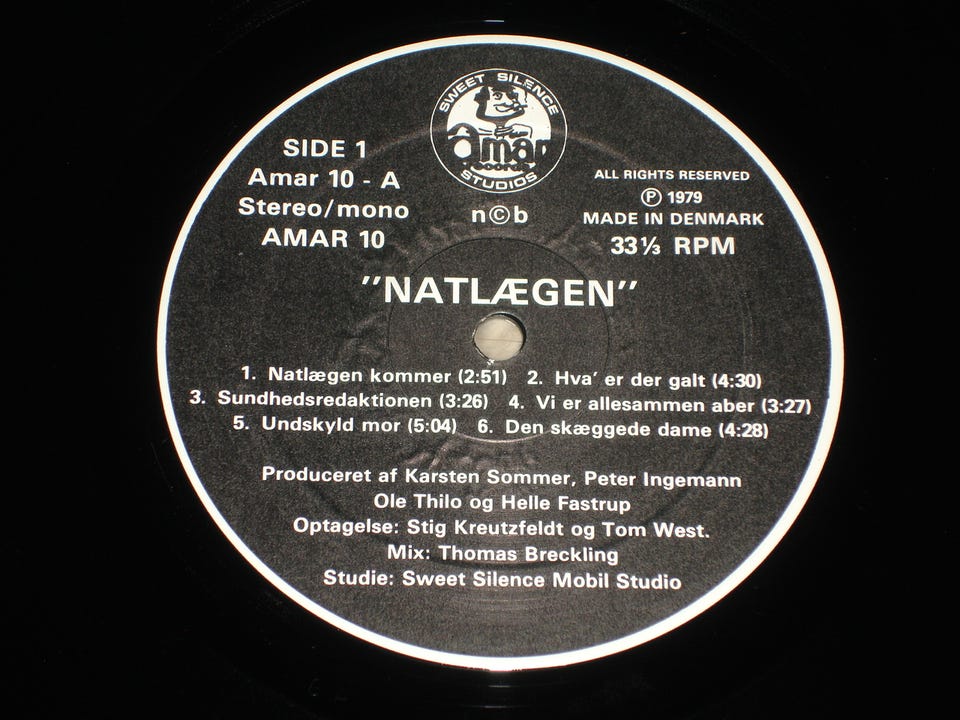 SWEET SILENCE
Amar
records
STUDIOS
SIDE 1
Amar 10 - A
Stereo/mono
AMAR 10
n©b
ALL RIGHTS RESERVED
Ⓟ 1979
MADE IN DENMARK
33⅓ RPM
"NATLÆGEN"
1. Natlægen kommer (2:51) 2. Hva' er der galt (4:30)
3. Sundhedsredaktionen (3:26) 4. Vi er allesammen aber (3:27)
5. Undskyld mor (5:04) 6. Den skæggede dame (4:28)
Produceret af Karsten Sommer, Peter Ingemann
Ole Thilo og Helle Fastrup
Optagelse: Stig Kreutzfeldt og Tom West.
Mix: Thomas Breckling
Studie: Sweet Silence Mobil Studio